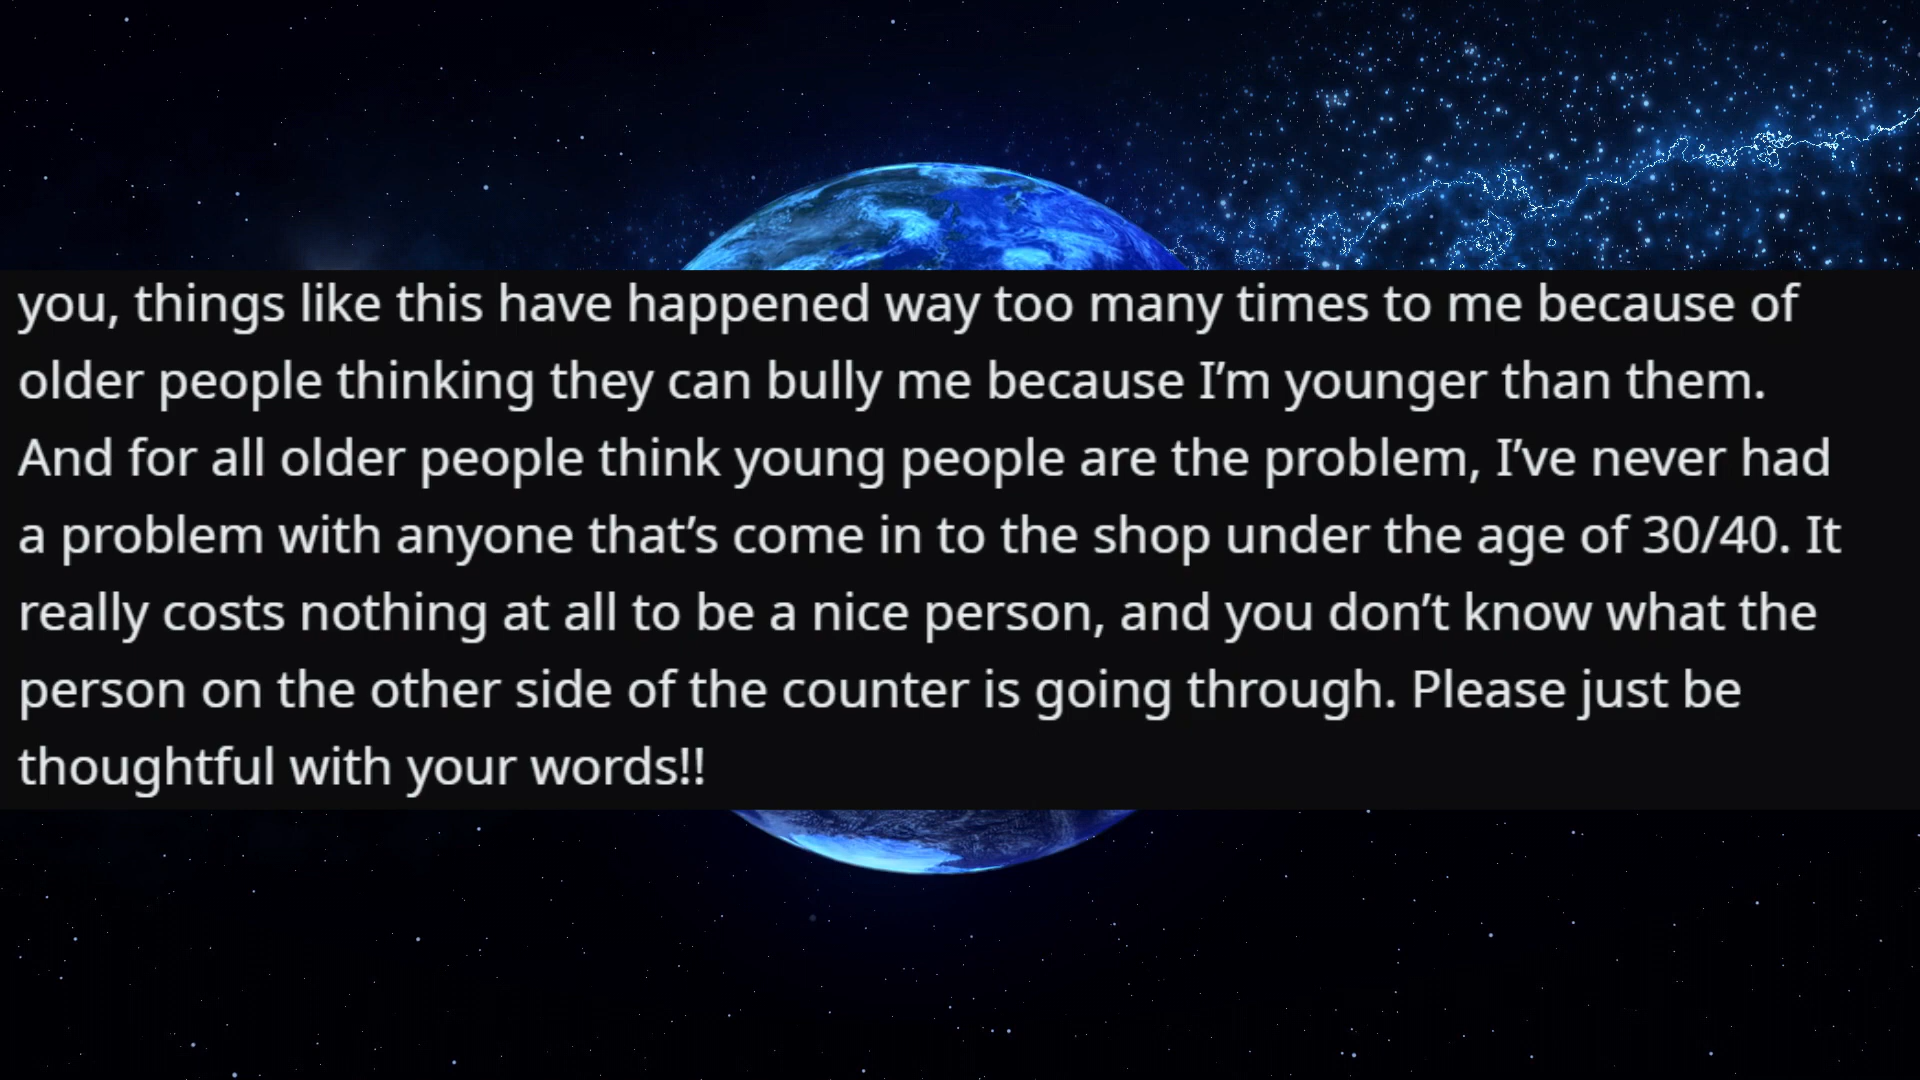 you, things like this have happened way too many times to me because of
older people thinking they can bully me because I’m younger than them.
And for all older people think young people are the problem, I’ve never had
a problem with anyone that’s come in to the shop under the age of 30/40. It
really costs nothing at all to be a nice person, and you don’t know what the
person on the other side of the counter is going through. Please just be
thoughtful with your words!!